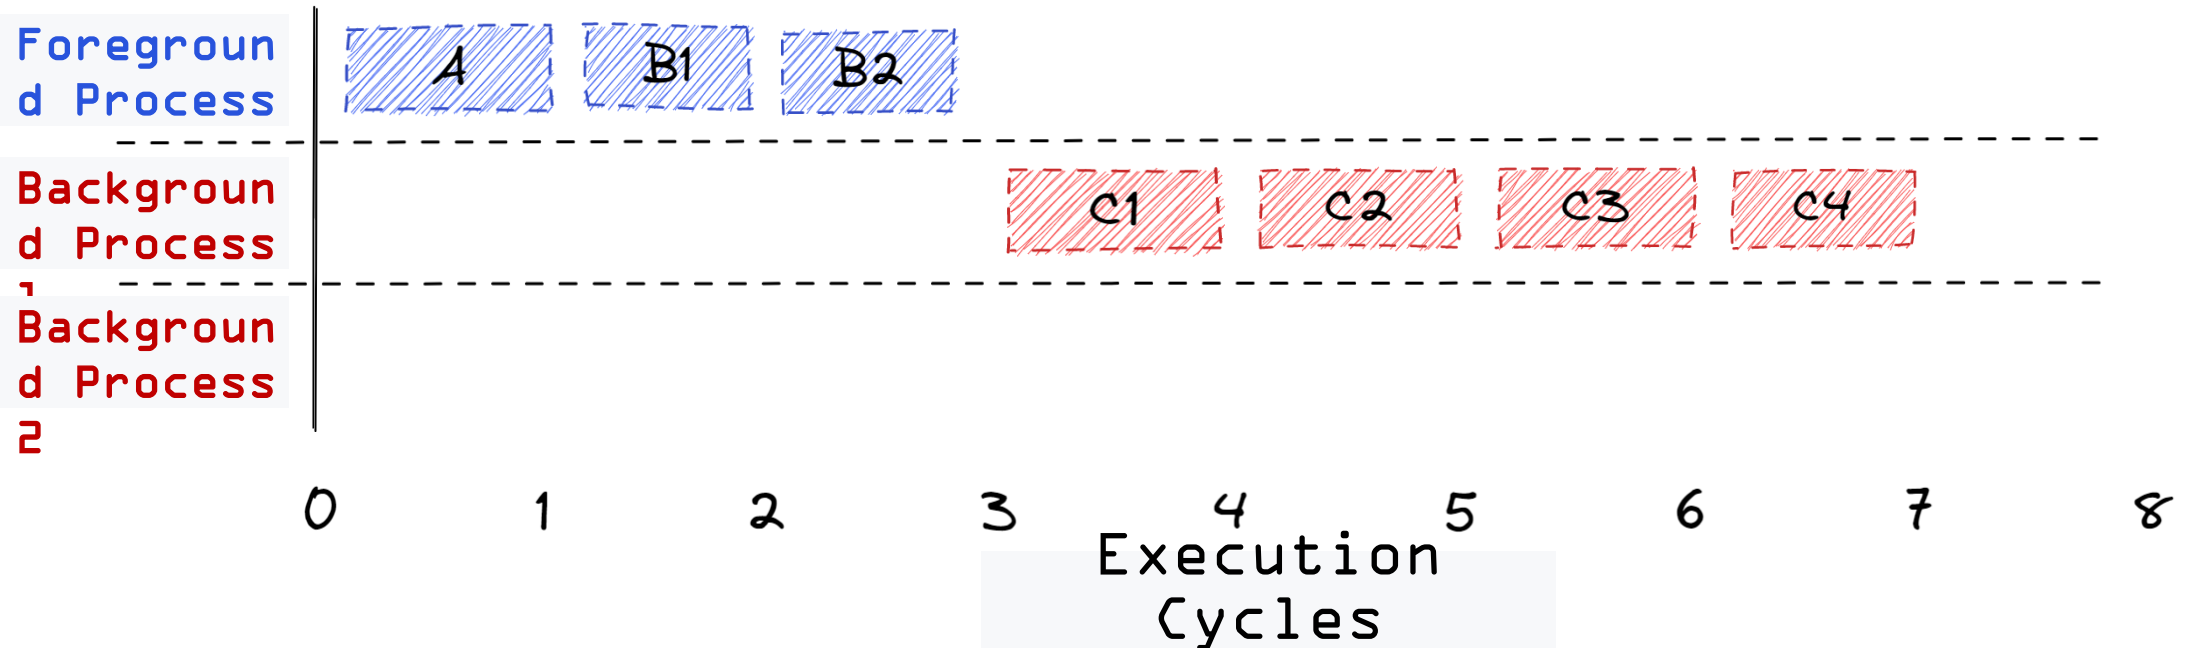 Foregroun
d Process
A B1 B2
Backgroun
d Process
1
C1 C2 C3 C4
Backgroun
d Process
2
0 1 2 3 4 5 6 7 8
Execution
Cycles